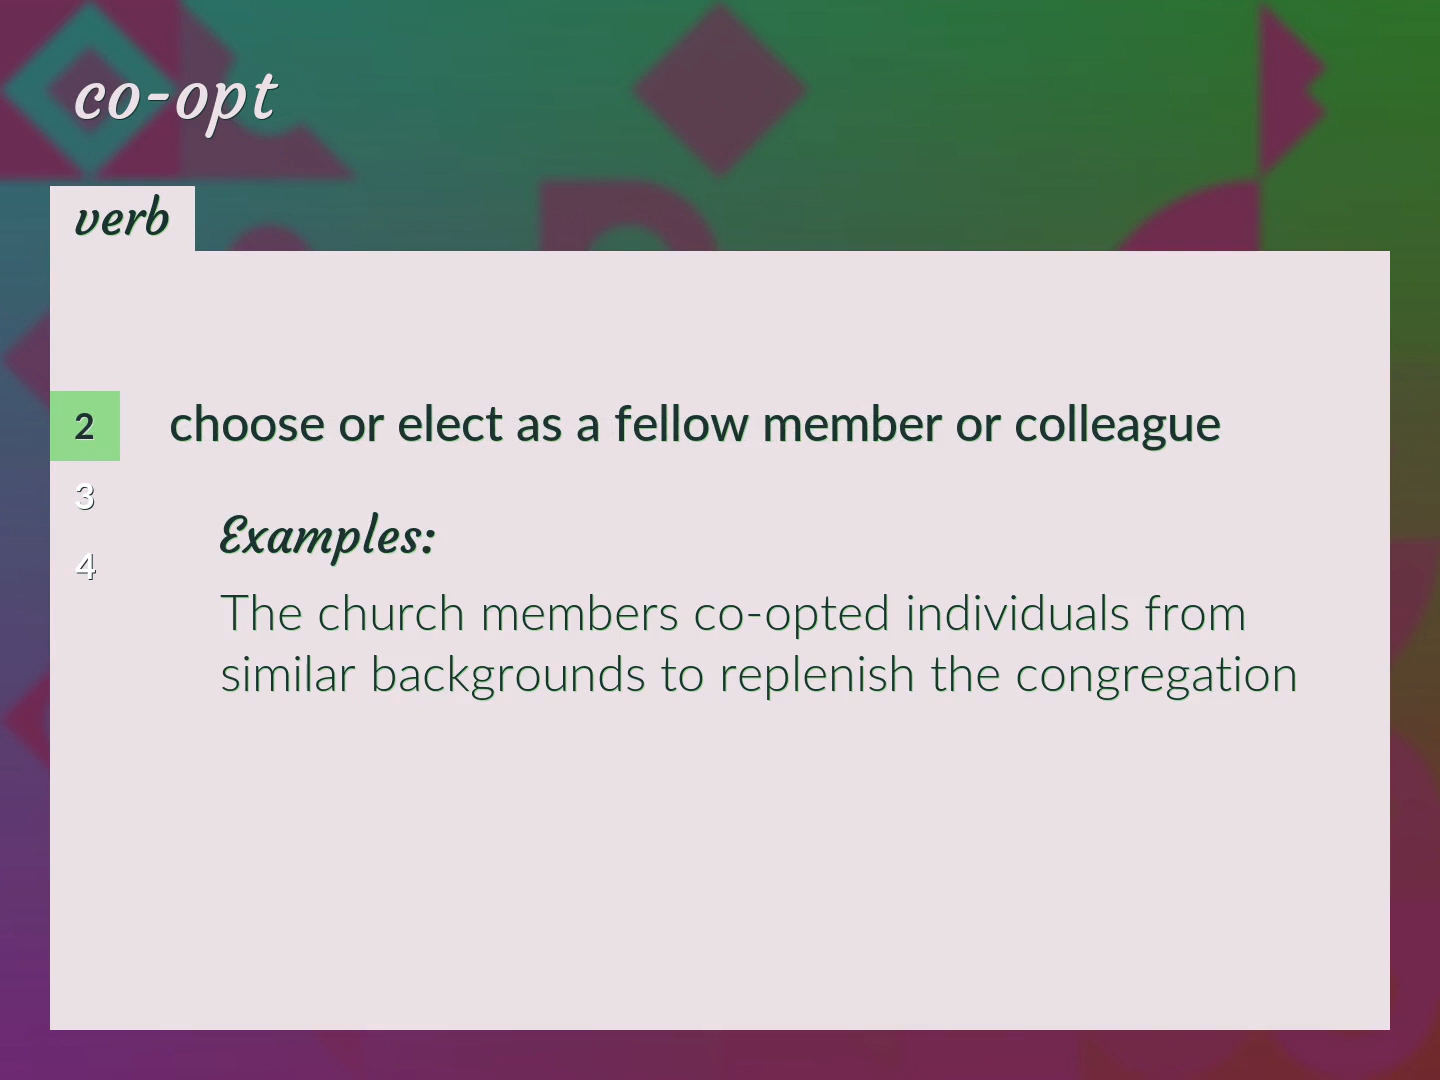 co-opt
verb
2
choose or elect as a fellow member or colleague
3
4
Examples:
The church members co-opted individuals from
similar backgrounds to replenish the congregation